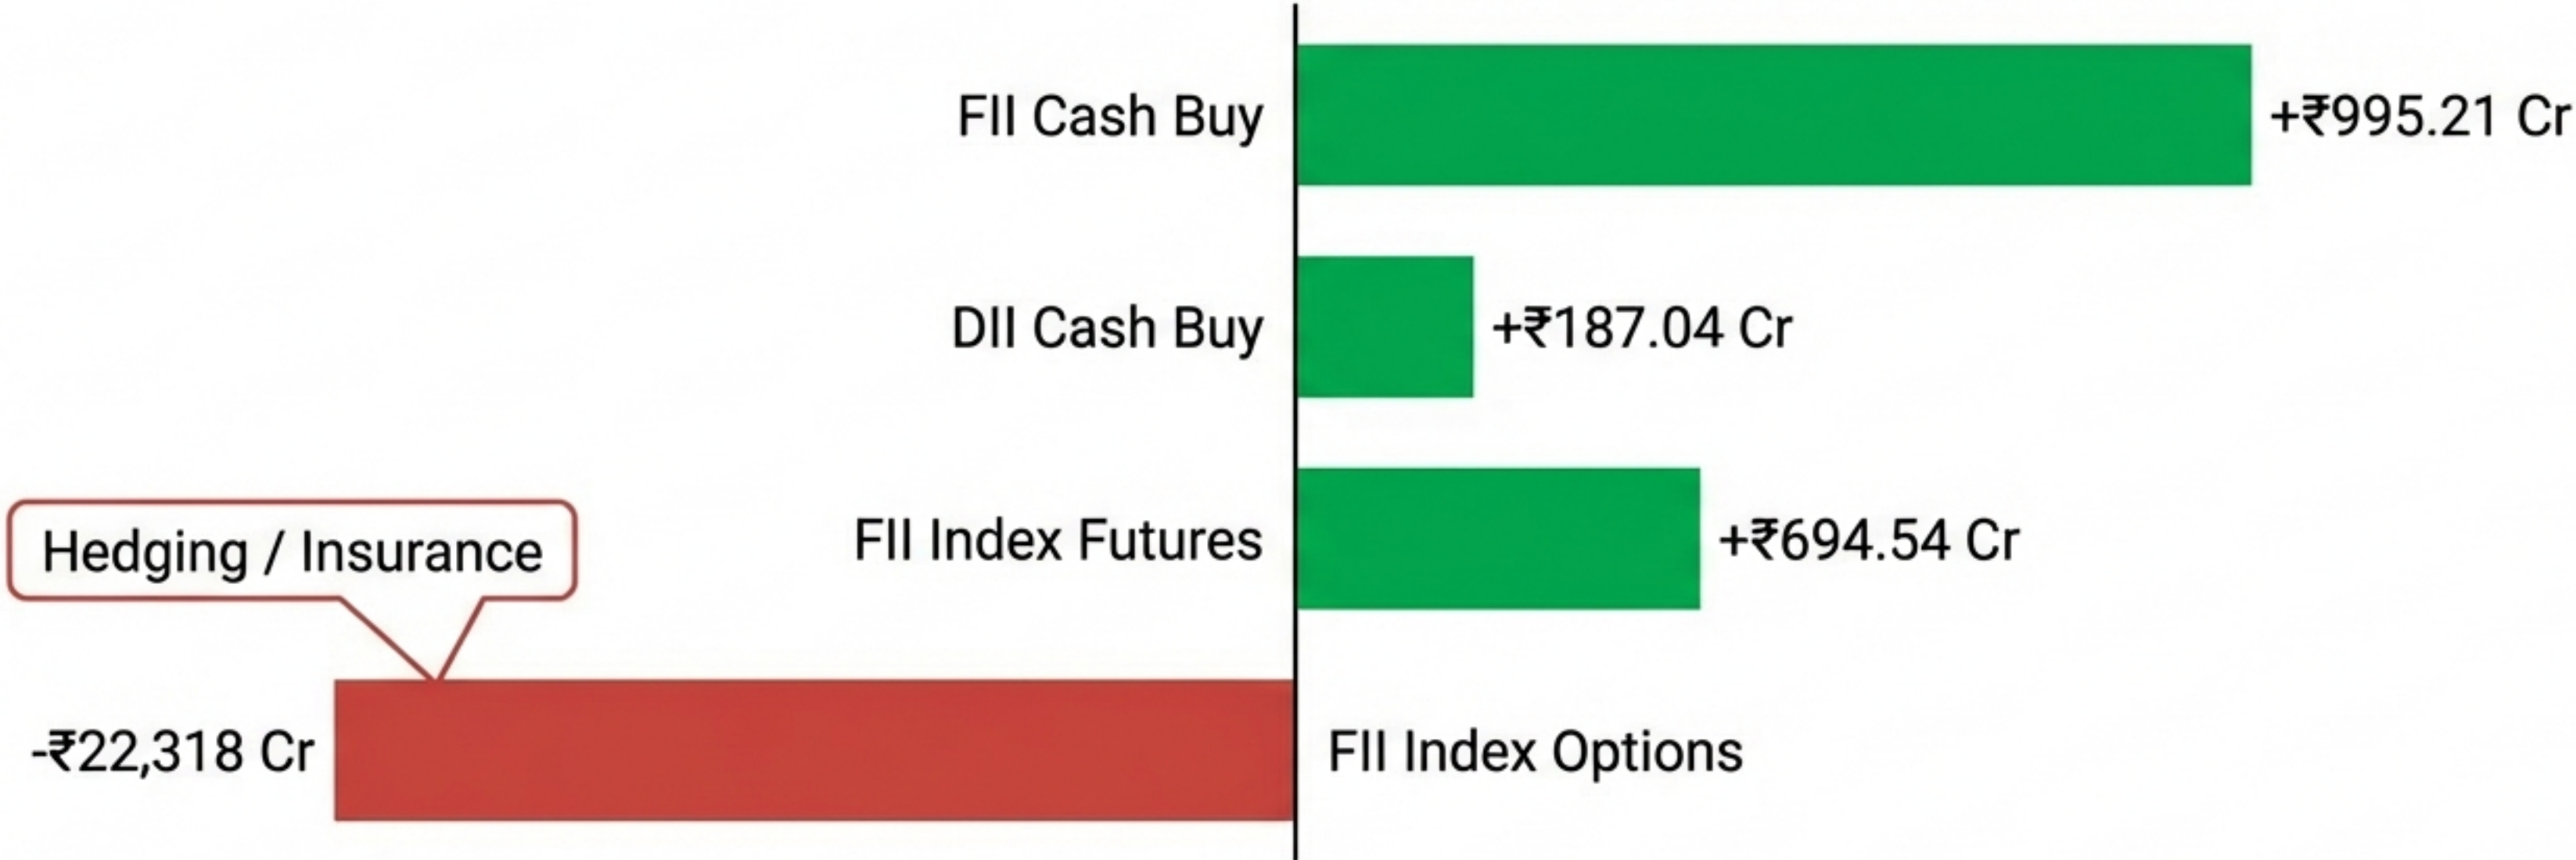 FII Cash Buy +₹995.21 Cr
DII Cash Buy +₹187.04 Cr
FII Index Futures +₹694.54 Cr
Hedging / Insurance
-₹22,318 Cr FII Index Options